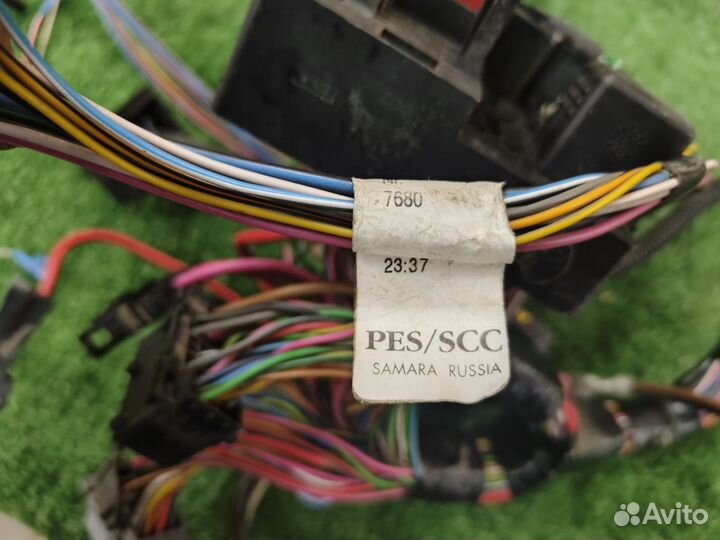 7680
23:37
PES/SCC
SAMARA RUSSIA
Avito